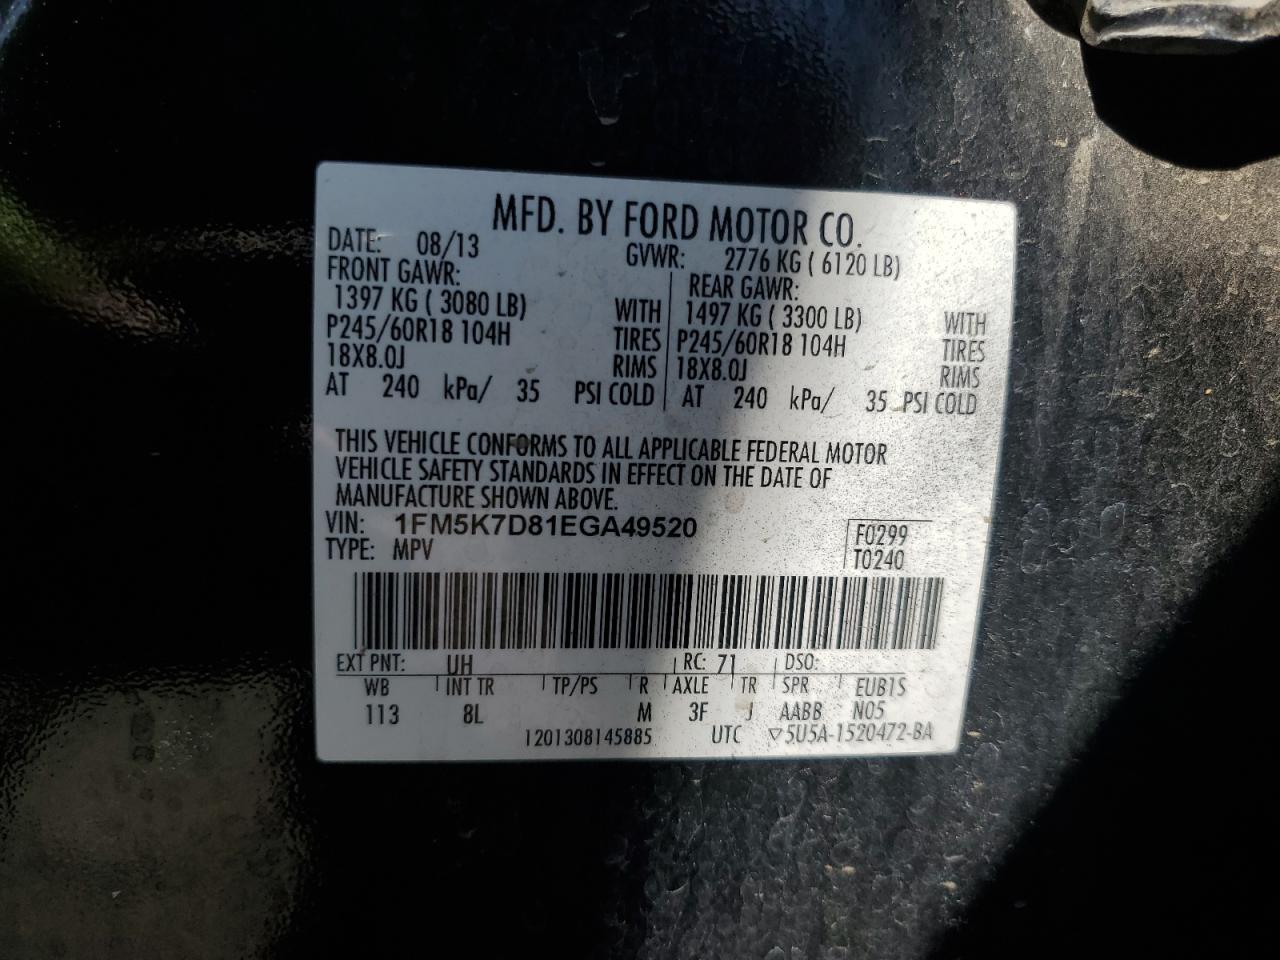 MFD. BY FORD MOTOR CO.
DATE: 08/13 GVWR: 2776 KG ( 6120 LB)
FRONT GAWR: REAR GAWR:
1397 KG ( 3080 LB) WITH 1497 KG ( 3300 LB) WITH
P245/60R18 104H TIRES P245/60R18 104H TIRES
18X8.0J RIMS 18X8.0J RIMS
AT 240 kPa/ 35 PSI COLD AT 240 kPa/ 35 PSI COLD
THIS VEHICLE CONFORMS TO ALL APPLICABLE FEDERAL MOTOR
VEHICLE SAFETY STANDARDS IN EFFECT ON THE DATE OF
MANUFACTURE SHOWN ABOVE.
VIN: 1FM5K7D81EGA49520 F0299
TYPE: MPV T0240
EXT PNT: UH RC: 71 DSO:
WB INT TR TP/PS R AXLE TR SPR EUB1S
113 8L M 3F J AABB N05
1201308145885 UTC ▽5U5A-1520472-BA